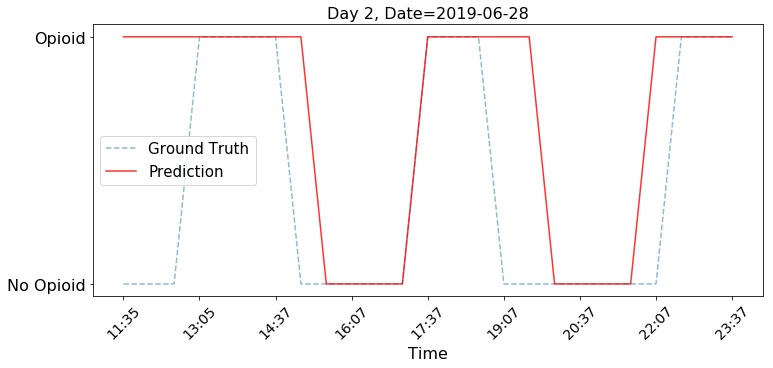 Day 2, Date=2019-06-28
Opioid
Ground Truth
Prediction
No Opioid
11:35
13:05
14:37
16:07
17:37
19:07
20:37
22:07
23:37
Time